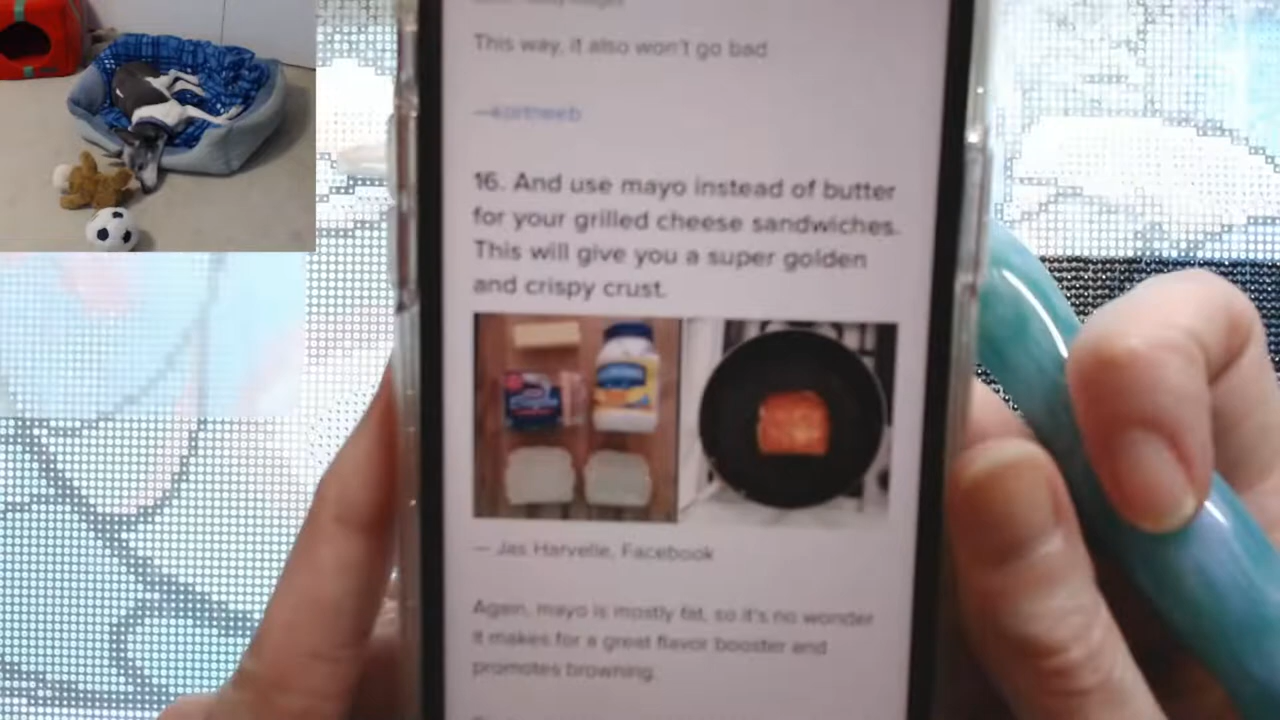 This way, it also won't go bad
—kortneeb
16. And use mayo instead of butter
for your grilled cheese sandwiches.
This will give you a super golden
and crispy crust.
— Jas Harvelle, Facebook
Again, mayo is mostly fat, so it's no wonder
it makes for a great flavor booster and
promotes browning.